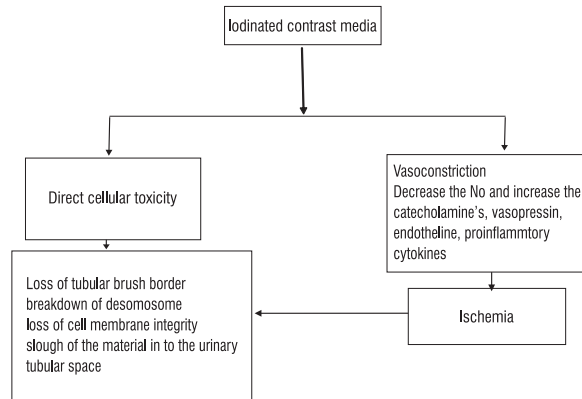 Iodinated contrast media
Direct cellular toxicity
Vasoconstriction
Decrease the No and increase the
catecholamine's, vasopressin,
endotheline, proinflammtory
cytokines
Loss of tubular brush border
breakdown of desomosome
loss of cell membrane integrity
slough of the material in to the urinary
tubular space
Ischemia